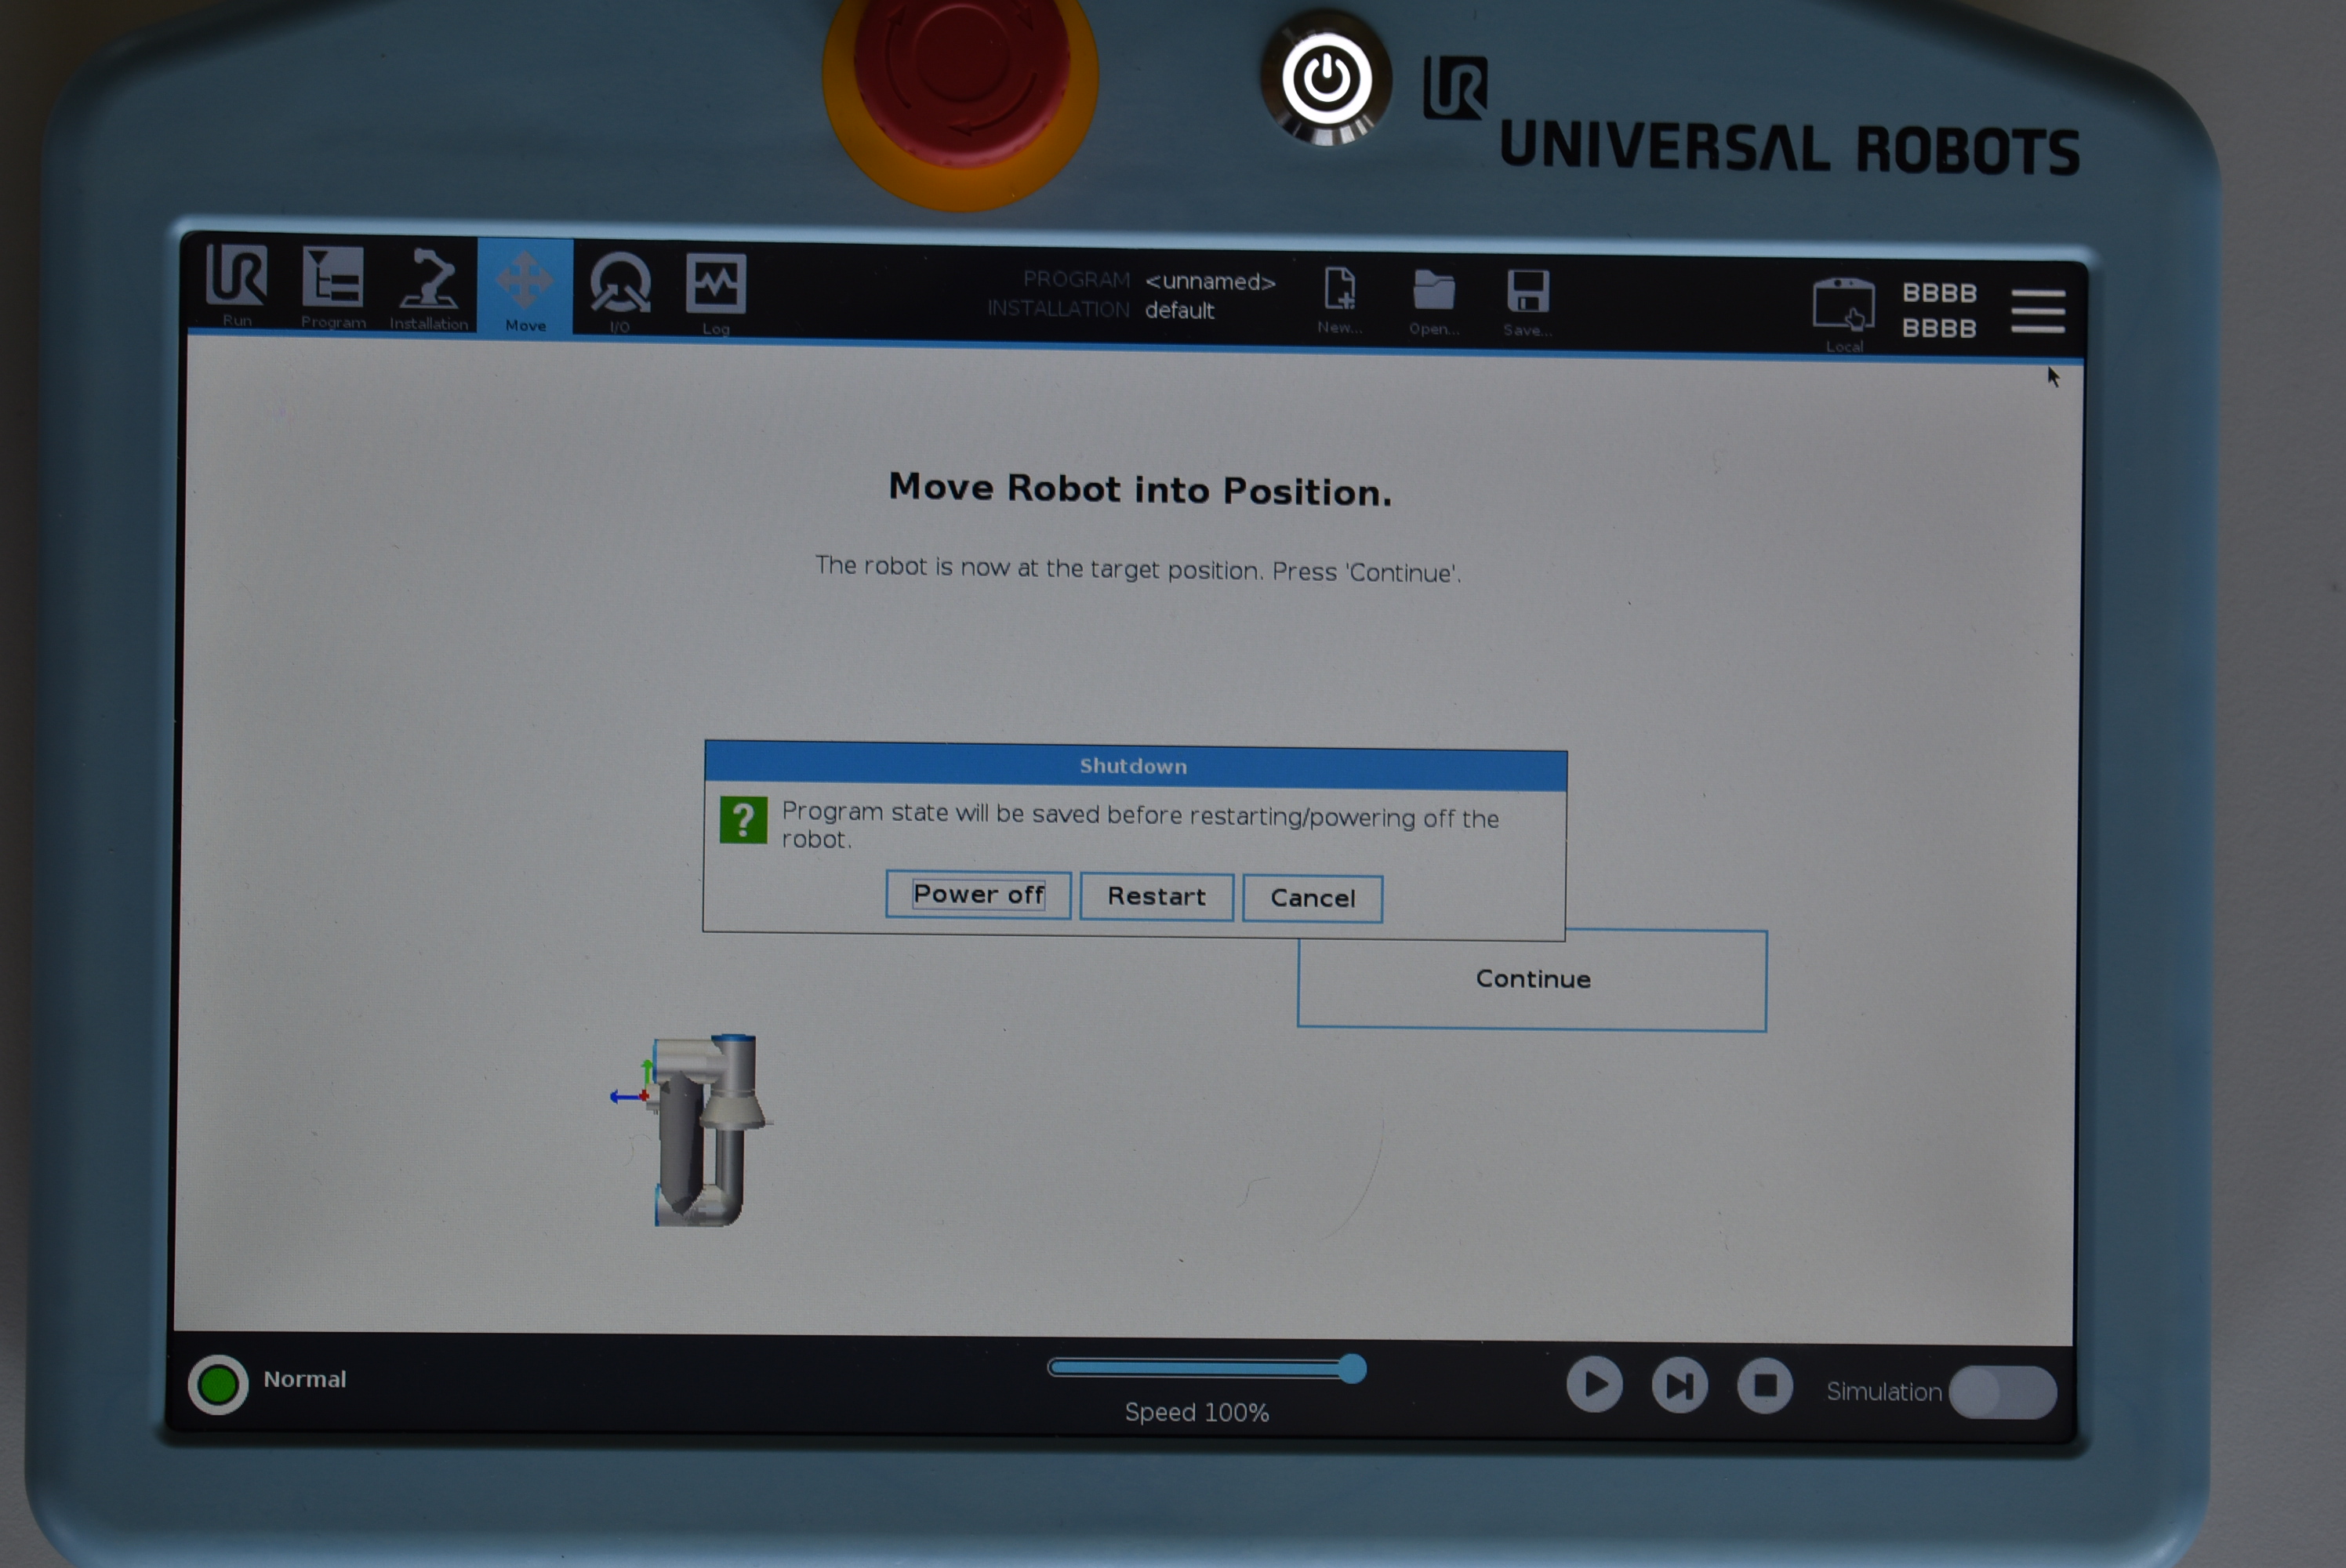 UR
UNIVERSAL ROBOTS
Run
Program
Installation
Move
I/O
Log
PROGRAM <unnamed>
INSTALLATION default
New...
Open...
Save...
Local
BBBB
BBBB
Move Robot into Position.
The robot is now at the target position. Press 'Continue'.
Shutdown
?
Program state will be saved before restarting/powering off the
robot.
Power off
Restart
Cancel
Continue
Normal
Speed 100%
Simulation